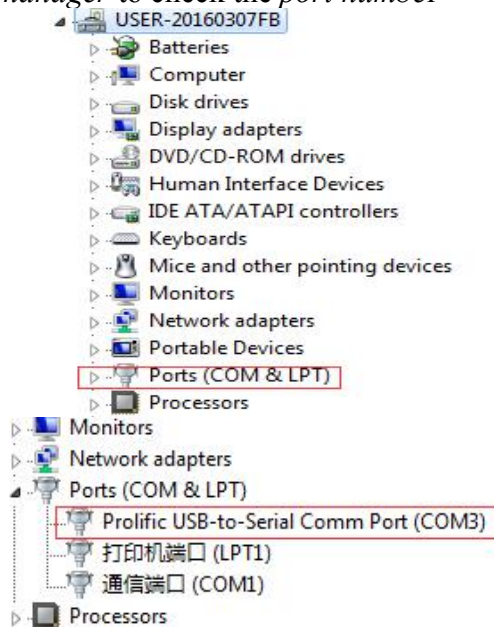 manager to check the port number
USER-20160307FB
Batteries
Computer
Disk drives
Display adapters
DVD/CD-ROM drives
Human Interface Devices
IDE ATA/ATAPI controllers
Keyboards
Mice and other pointing devices
Monitors
Network adapters
Portable Devices
Ports (COM & LPT)
Processors
Monitors
Network adapters
Ports (COM & LPT)
Prolific USB-to-Serial Comm Port (COM3)
打印机端口 (LPT1)
通信端口 (COM1)
Processors